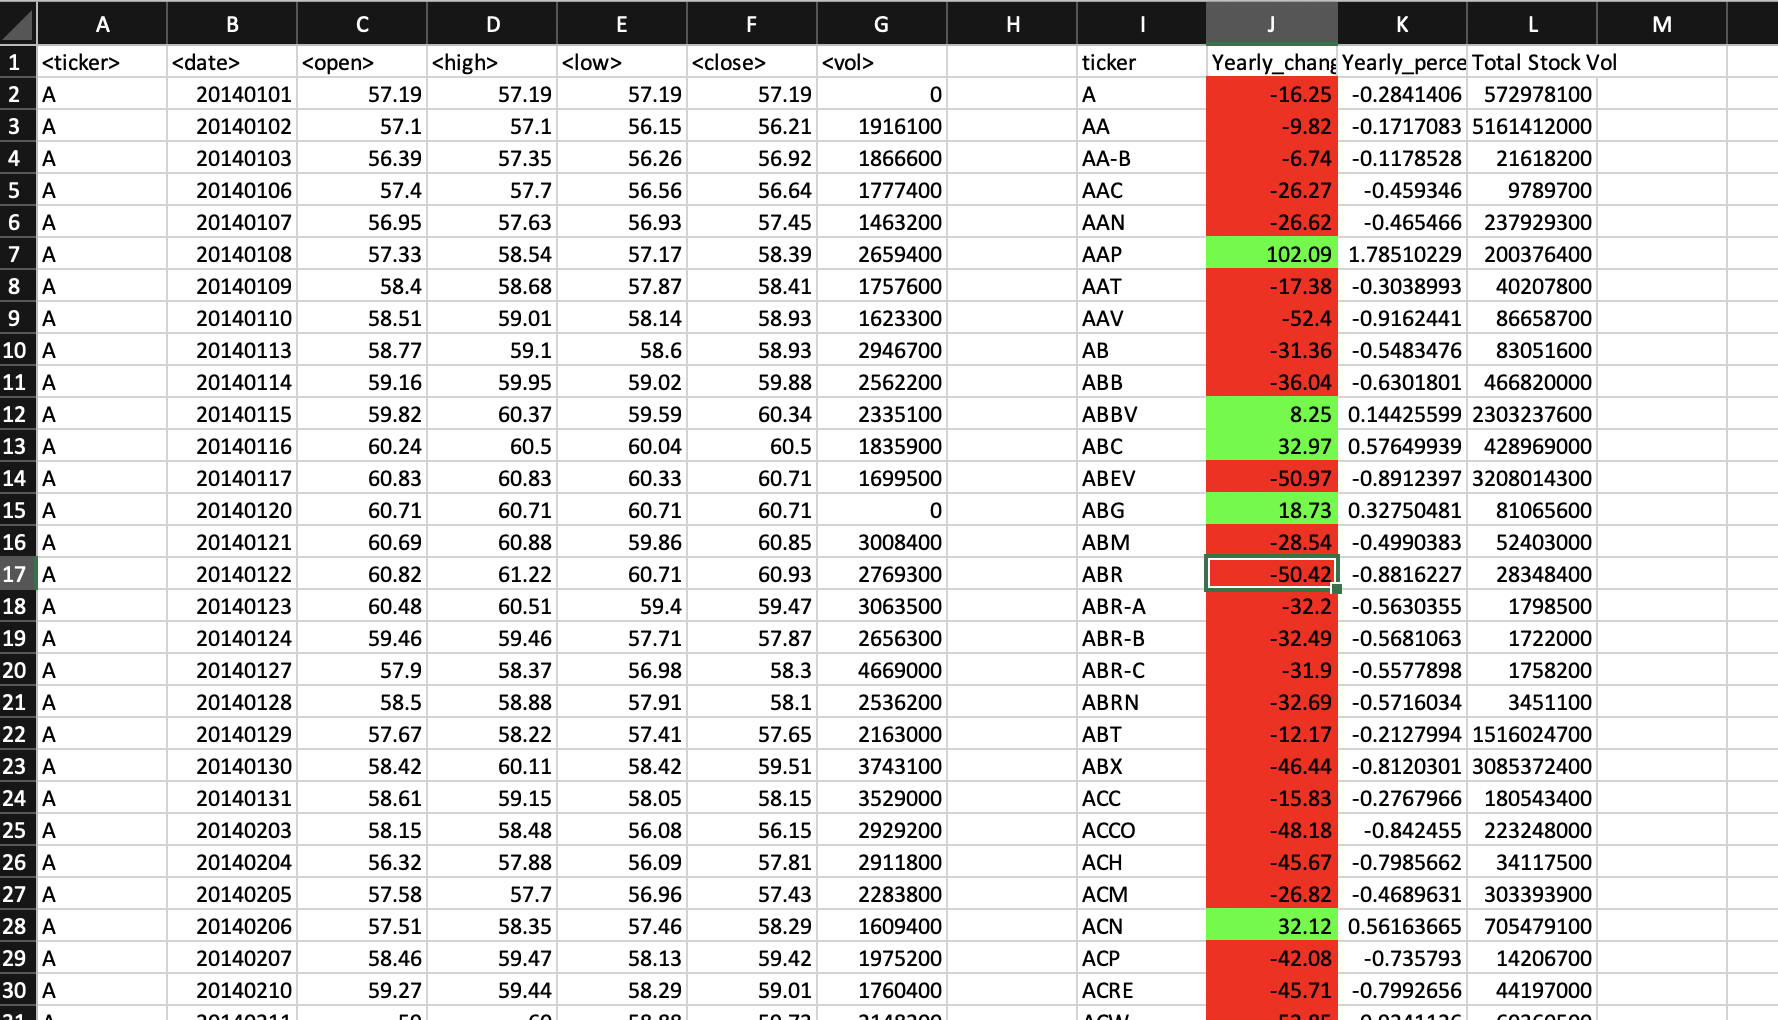 A B C D E F G H I J K L M
1 <ticker> <date> <open> <high> <low> <close> <vol> ticker Yearly_chang Yearly_perce Total Stock Vol
2 A 20140101 57.19 57.19 57.19 57.19 0 A -16.25 -0.2841406 572978100
3 A 20140102 57.1 57.1 56.15 56.21 1916100 AA -9.82 -0.1717083 5161412000
4 A 20140103 56.39 57.35 56.26 56.92 1866600 AA-B -6.74 -0.1178528 21618200
5 A 20140106 57.4 57.7 56.56 56.64 1777400 AAC -26.27 -0.459346 9789700
6 A 20140107 56.95 57.63 56.93 57.45 1463200 AAN -26.62 -0.465466 237929300
7 A 20140108 57.33 58.54 57.17 58.39 2659400 AAP 102.09 1.78510229 200376400
8 A 20140109 58.4 58.68 57.87 58.41 1757600 AAT -17.38 -0.3038993 40207800
9 A 20140110 58.51 59.01 58.14 58.93 1623300 AAV -52.4 -0.9162441 86658700
10 A 20140113 58.77 59.1 58.6 58.93 2946700 AB -31.36 -0.5483476 83051600
11 A 20140114 59.16 59.95 59.02 59.88 2562200 ABB -36.04 -0.6301801 466820000
12 A 20140115 59.82 60.37 59.59 60.34 2335100 ABBV 8.25 0.14425599 2303237600
13 A 20140116 60.24 60.5 60.04 60.5 1835900 ABC 32.97 0.57649939 428969000
14 A 20140117 60.83 60.83 60.33 60.71 1699500 ABEV -50.97 -0.8912397 3208014300
15 A 20140120 60.71 60.71 60.71 60.71 0 ABG 18.73 0.32750481 81065600
16 A 20140121 60.69 60.88 59.86 60.85 3008400 ABM -28.54 -0.4990383 52403000
17 A 20140122 60.82 61.22 60.71 60.93 2769300 ABR -50.42 -0.8816227 28348400
18 A 20140123 60.48 60.51 59.4 59.47 3063500 ABR-A -32.2 -0.5630355 1798500
19 A 20140124 59.46 59.46 57.71 57.87 2656300 ABR-B -32.49 -0.5681063 1722000
20 A 20140127 57.9 58.37 56.98 58.3 4669000 ABR-C -31.9 -0.5577898 1758200
21 A 20140128 58.5 58.88 57.91 58.1 2536200 ABRN -32.69 -0.5716034 3451100
22 A 20140129 57.67 58.22 57.41 57.65 2163000 ABT -12.17 -0.2127994 1516024700
23 A 20140130 58.42 60.11 58.42 59.51 3743100 ABX -46.44 -0.8120301 3085372400
24 A 20140131 58.61 59.15 58.05 58.15 3529000 ACC -15.83 -0.2767966 180543400
25 A 20140203 58.15 58.48 56.08 56.15 2929200 ACCO -48.18 -0.842455 223248000
26 A 20140204 56.32 57.88 56.09 57.81 2911800 ACH -45.67 -0.7985662 34117500
27 A 20140205 57.58 57.7 56.96 57.43 2283800 ACM -26.82 -0.4689631 303393900
28 A 20140206 57.51 58.35 57.46 58.29 1609400 ACN 32.12 0.56163665 705479100
29 A 20140207 58.46 59.47 58.13 59.42 1975200 ACP -42.08 -0.735793 14206700
30 A 20140210 59.27 59.44 58.29 59.01 1760400 ACRE -45.71 -0.7992656 44197000